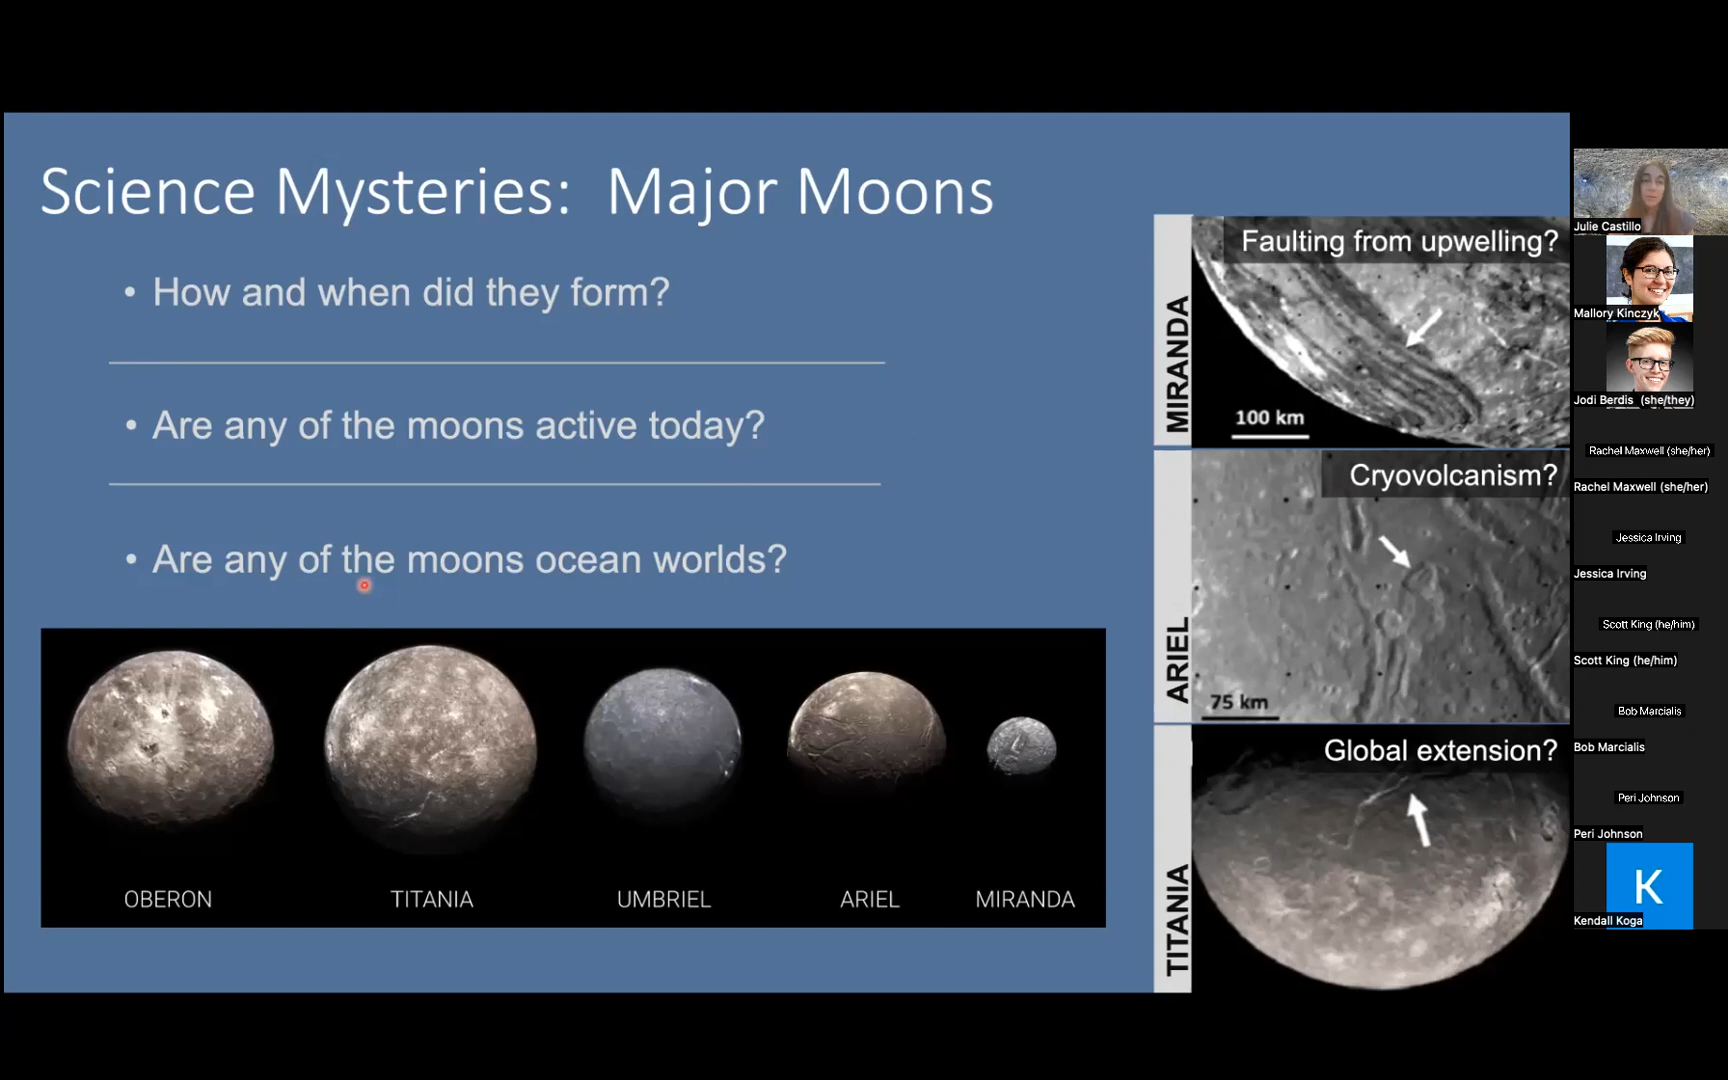 Science Mysteries: Major Moons
• How and when did they form?
• Are any of the moons active today?
• Are any of the moons ocean worlds?
OBERON
TITANIA
UMBRIEL
ARIEL
MIRANDA
MIRANDA
Faulting from upwelling?
100 km
ARIEL
Cryovolcanism?
75 km
TITANIA
Global extension?
Julie Castillo
Mallory Kinczyk
Jodi Berdis (she/they)
Rachel Maxwell (she/her)
Rachel Maxwell (she/her)
Jessica Irving
Jessica Irving
Scott King (he/him)
Scott King (he/him)
Bob Marcialis
Bob Marcialis
Peri Johnson
Peri Johnson
K
Kendall Koga